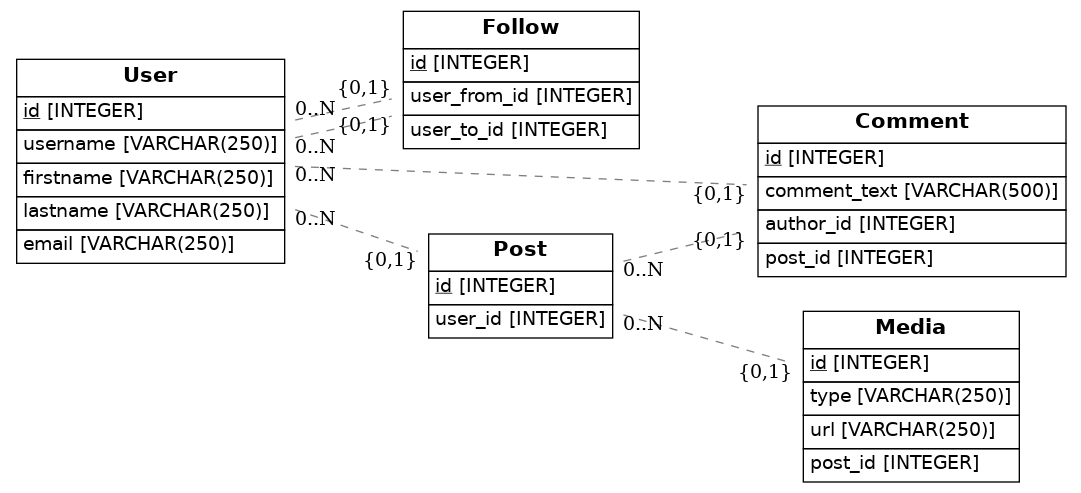 User
id [INTEGER]
username [VARCHAR(250)]
firstname [VARCHAR(250)]
lastname [VARCHAR(250)]
email [VARCHAR(250)]
Follow
id [INTEGER]
user_from_id [INTEGER]
user_to_id [INTEGER]
{0,1}
0..N
{0,1}
0..N
0..N
{0,1}
0..N
{0,1}
Post
id [INTEGER]
user_id [INTEGER]
{0,1}
0..N
0..N
{0,1}
Comment
id [INTEGER]
comment_text [VARCHAR(500)]
author_id [INTEGER]
post_id [INTEGER]
Media
id [INTEGER]
type [VARCHAR(250)]
url [VARCHAR(250)]
post_id [INTEGER]